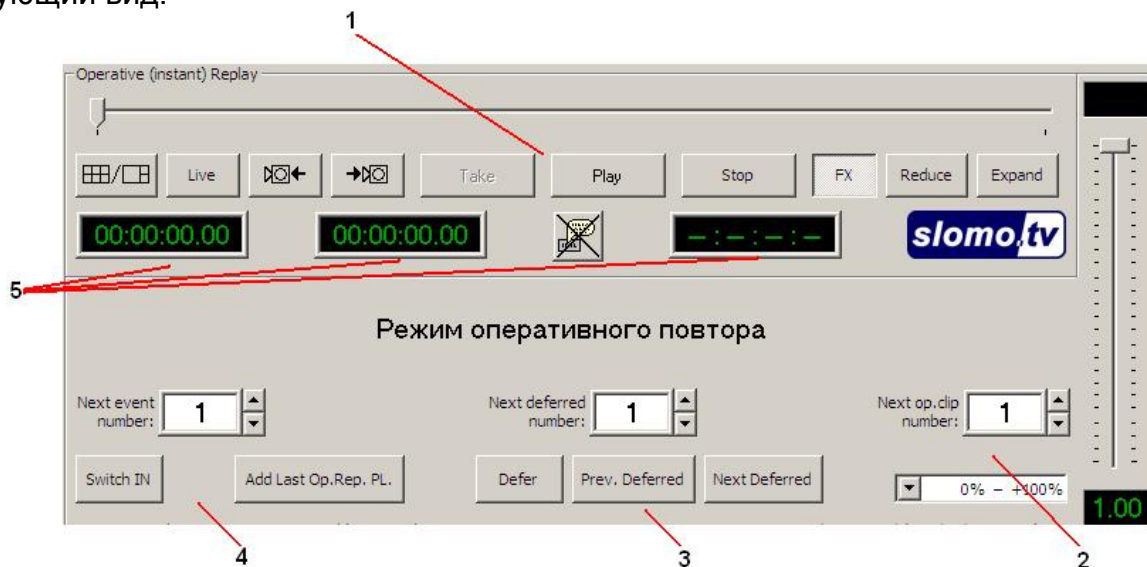 ующий вид:
1
Operative (instant) Replay
Live Take Play Stop FX Reduce Expand
00:00:00.00 00:00:00.00 –:–:–:– slomo.tv
5
Режим оперативного повтора
Next event number: 1
Next deferred number: 1
Next op.clip number: 1
Switch IN Add Last Op.Rep. PL. Defer Prev. Deferred Next Deferred 0% – +100%
1.00
4 3 2